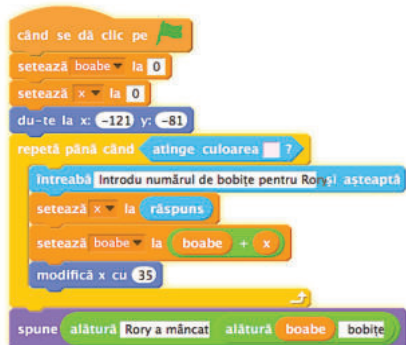 când se dă clic pe
setează boabe la 0
setează x la 0
du-te la x: -121 y: -81
repetă până când atinge culoarea ?
Întreabă Introdu numărul de bobițe pentru Rory și așteaptă
setează x la răspuns
setează boabe la boabe + x
modifică x cu 35
spune alătură Rory a mâncat alătură boabe bobițe